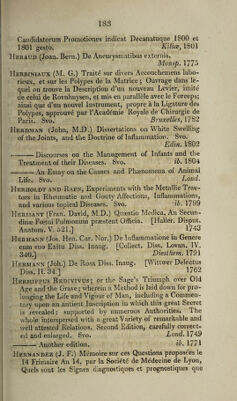 183
Candidatorum Promotiones indicat Decanatuque 1800 et
1801 gesto. Kiliæ, 1801
Heraud (Joan. Bern.) De Aneurysmatibus externis.
Monsp. 1775
Herbiniaux (M. G.) Traité sur divers Accouchemens labo-
rieux, et sur les Polypes de la Matrice; Ouvrage dans le-
quel on trouve la Description d'un nouveau Levier, imité
de celui de Roonhuysen, et mis en parallèle avec le Forceps;
ainsi que d'un nouvel Instrument, propre à la Ligature des
Polypes, approuvé par l'Académie Royale de Chirurgie de
Paris. 8vo. Bruxelles, 1782
Herdman (John, M.D.) Dissertations on White Swelling
of the Joints, and the Doctrine of Inflammation. 8vo.
Edin. 1802
—— Discourses on the Management of Infants and the
Treatment of their Diseases. 8vo. ib. 1804
—— An Essay on the Causes and Phænomena of Animal
Life. 8vo. Lond.
Herholdt and Rafn, Experiments with the Metallic Trac-
tors in Rheumatic and Gouty Affections, Inflammations,
and various topical Diseases. 8vo. ib. 1799
Herisant (Fran. David, M.D.) Quæstio Medica, An Secun-
dinæ Fœtui Pulmonum præstent Officia. [Haller. Disput.
Anatom. V. 521.] 1743
Hermann (Jos. Hen. Car. Nor.) De Inflammatione in Genere
cum suo Exitu Diss. Inaug. [Collect. Diss. Lovan. IV.
340.] Diestiæm. 1791
Hermann (Joh.) De Rosa Diss. Inaug. [Wittwer Delectus
Diss. II. 34.] 1762
Herrippus Redivivus; or the Sage's Triumph over Old
Age and the Grave; wherein a Method is laid down for pro-
longing the Life and Vigour of Man, including a Commen-
tary upon an antient Inscription in which this great Secret
is revealed; supported by numerous Authorities. The
whole interspersed with a great Variety of remarkable and
well attested Relations. Second Edition, carefully correct-
ed and enlarged. 8vo. Lond. 1749
—— Another edition. ib. 1771
Hernandez (J. F.) Mémoire sur ces Questions proposées le
14 Frimaire An 14, par la Société de Médecine de Lyon,
Quels sont les Signes diagnostiques et prognostiques que